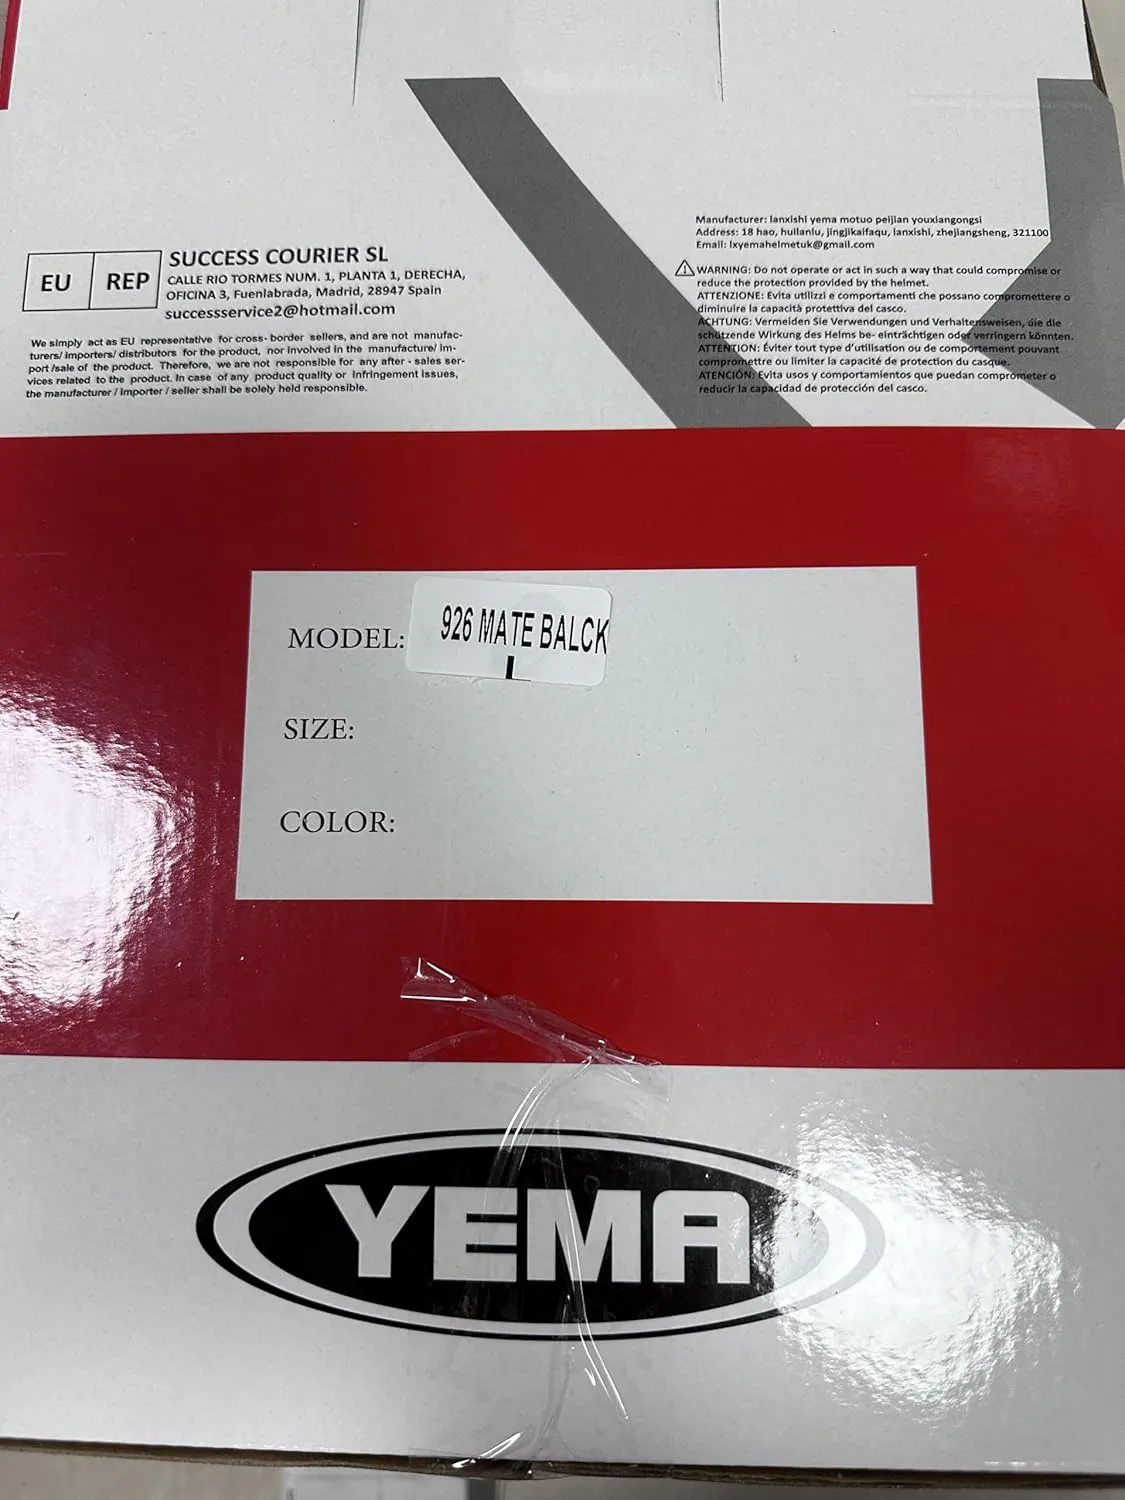 EU REP
SUCCESS COURIER SL
CALLE RIO TORMES NUM. 1, PLANTA 1, DERECHA,
OFICINA 3, Fuenlabrada, Madrid, 28947 Spain
successservice2@hotmail.com
We simply act as EU representative for cross- border sellers, and are not manufac-
turers/ importers/ distributors for the product, nor involved in the manufacture/ im-
port /sale of the product. Therefore, we are not responsible for any after - sales ser-
vices related to the product. In case of any product quality or infringement issues,
the manufacturer / importer / seller shall be solely held responsible.
Manufacturer: lanxishi yema motuo peijian youxiangongsi
Address: 18 hao, huilanlu, jingjikaifaqu, lanxishi, zhejiangsheng, 321100
Email: lxyemahelmetuk@gmail.com
WARNING: Do not operate or act in such a way that could compromise or
reduce the protection provided by the helmet.
ATTENZIONE: Evita utilizzi e comportamenti che possano compromettere o
diminuire la capacità protettiva del casco.
ACHTUNG: Vermeiden Sie Verwendungen und Verhaltensweisen, die die
schützende Wirkung des Helms be- einträchtigen oder verringern könnten.
ATTENTION: Éviter tout type d'utilisation ou de comportement pouvant
compromettre ou limiter la capacité de protection du casque.
ATENCIÓN: Evita usos y comportamientos que puedan comprometer o
reducir la capacidad de protección del casco.
MODEL: 926 MATE BALCK
L
SIZE:
COLOR:
YEMA